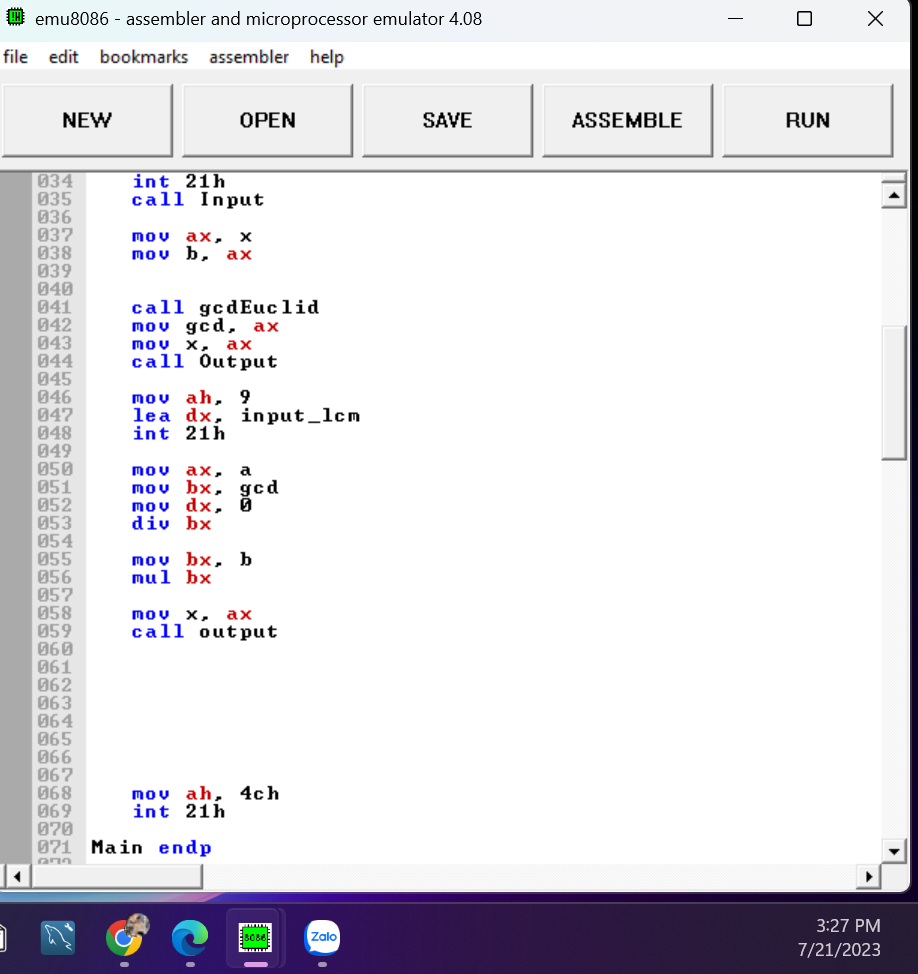 emu8086 - assembler and microprocessor emulator 4.08
file edit bookmarks assembler help
NEW OPEN SAVE ASSEMBLE RUN
034 int 21h
035 call Input
036
037 mov ax, x
038 mov b, ax
039
040
041 call gcdEuclid
042 mov gcd, ax
043 mov x, ax
044 call Output
045
046 mov ah, 9
047 lea dx, input_lcm
048 int 21h
049
050 mov ax, a
051 mov bx, gcd
052 mov dx, 0
053 div bx
054
055 mov bx, b
056 mul bx
057
058 mov x, ax
059 call output
060
061
062
063
064
065
066
067
068 mov ah, 4ch
069 int 21h
070
071 Main endp
8086
Zalo
3:27 PM
7/21/2023